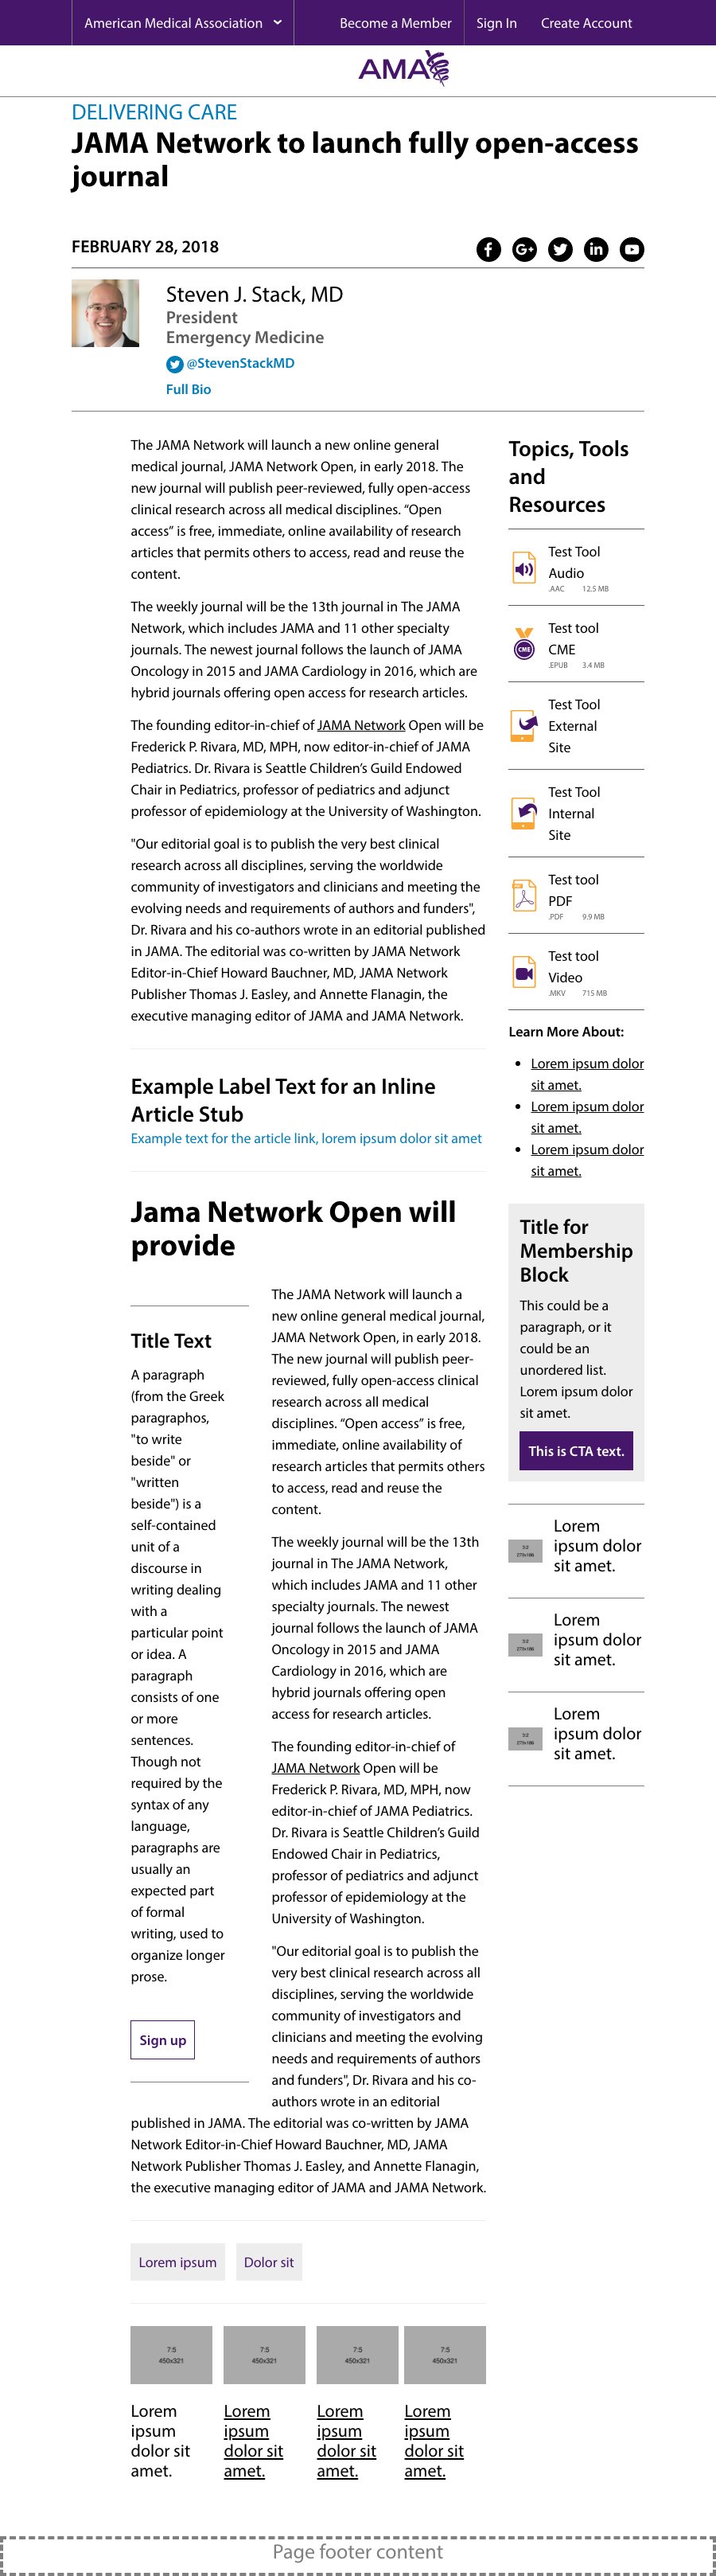 American Medical Association
Become a Member
Sign In
Create Account
AMA
DELIVERING CARE
JAMA Network to launch fully open-access
journal
FEBRUARY 28, 2018
Steven J. Stack, MD
President
Emergency Medicine
@StevenStackMD
Full Bio
The JAMA Network will launch a new online general
medical journal, JAMA Network Open, in early 2018. The
new journal will publish peer-reviewed, fully open-access
clinical research across all medical disciplines. “Open
access” is free, immediate, online availability of research
articles that permits others to access, read and reuse the
content.
The weekly journal will be the 13th journal in The JAMA
Network, which includes JAMA and 11 other specialty
journals. The newest journal follows the launch of JAMA
Oncology in 2015 and JAMA Cardiology in 2016, which are
hybrid journals offering open access for research articles.
The founding editor-in-chief of JAMA Network Open will be
Frederick P. Rivara, MD, MPH, now editor-in-chief of JAMA
Pediatrics. Dr. Rivara is Seattle Children’s Guild Endowed
Chair in Pediatrics, professor of pediatrics and adjunct
professor of epidemiology at the University of Washington.
"Our editorial goal is to publish the very best clinical
research across all disciplines, serving the worldwide
community of investigators and clinicians and meeting the
evolving needs and requirements of authors and funders",
Dr. Rivara and his co-authors wrote in an editorial published
in JAMA. The editorial was co-written by JAMA Network
Editor-in-Chief Howard Bauchner, MD, JAMA Network
Publisher Thomas J. Easley, and Annette Flanagin, the
executive managing editor of JAMA and JAMA Network.
Example Label Text for an Inline
Article Stub
Example text for the article link, lorem ipsum dolor sit amet
Jama Network Open will
provide
Title Text
A paragraph
(from the Greek
paragraphos,
"to write
beside" or
"written
beside") is a
self-contained
unit of a
discourse in
writing dealing
with a
particular point
or idea. A
paragraph
consists of one
or more
sentences.
Though not
required by the
syntax of any
language,
paragraphs are
usually an
expected part
of formal
writing, used to
organize longer
prose.
Sign up
The JAMA Network will launch a
new online general medical journal,
JAMA Network Open, in early 2018.
The new journal will publish peer-
reviewed, fully open-access clinical
research across all medical
disciplines. “Open access” is free,
immediate, online availability of
research articles that permits others
to access, read and reuse the
content.
The weekly journal will be the 13th
journal in The JAMA Network,
which includes JAMA and 11 other
specialty journals. The newest
journal follows the launch of JAMA
Oncology in 2015 and JAMA
Cardiology in 2016, which are
hybrid journals offering open
access for research articles.
The founding editor-in-chief of
JAMA Network Open will be
Frederick P. Rivara, MD, MPH, now
editor-in-chief of JAMA Pediatrics.
Dr. Rivara is Seattle Children’s Guild
Endowed Chair in Pediatrics,
professor of pediatrics and adjunct
professor of epidemiology at the
University of Washington.
"Our editorial goal is to publish the
very best clinical research across all
disciplines, serving the worldwide
community of investigators and
clinicians and meeting the evolving
needs and requirements of authors
and funders", Dr. Rivara and his co-
authors wrote in an editorial
published in JAMA. The editorial was co-written by JAMA
Network Editor-in-Chief Howard Bauchner, MD, JAMA
Network Publisher Thomas J. Easley, and Annette Flanagin,
the executive managing editor of JAMA and JAMA Network.
Lorem ipsum
Dolor sit
7:5
450x321
7:5
450x321
7:5
450x321
7:5
450x321
Lorem
ipsum
dolor sit
amet.
Lorem
ipsum
dolor sit
amet.
Lorem
ipsum
dolor sit
amet.
Lorem
ipsum
dolor sit
amet.
Topics, Tools
and
Resources
Test Tool
Audio
.AAC 12.5 MB
CME
Test tool
CME
.EPUB 3.4 MB
Test Tool
External
Site
Test Tool
Internal
Site
Test tool
PDF
.PDF 9.9 MB
Test tool
Video
.MKV 715 MB
Learn More About:
Lorem ipsum dolor
sit amet.
Lorem ipsum dolor
sit amet.
Lorem ipsum dolor
sit amet.
Title for
Membership
Block
This could be a
paragraph, or it
could be an
unordered list.
Lorem ipsum dolor
sit amet.
This is CTA text.
3:2
277x186
Lorem
ipsum dolor
sit amet.
3:2
277x186
Lorem
ipsum dolor
sit amet.
3:2
277x186
Lorem
ipsum dolor
sit amet.
Page footer content